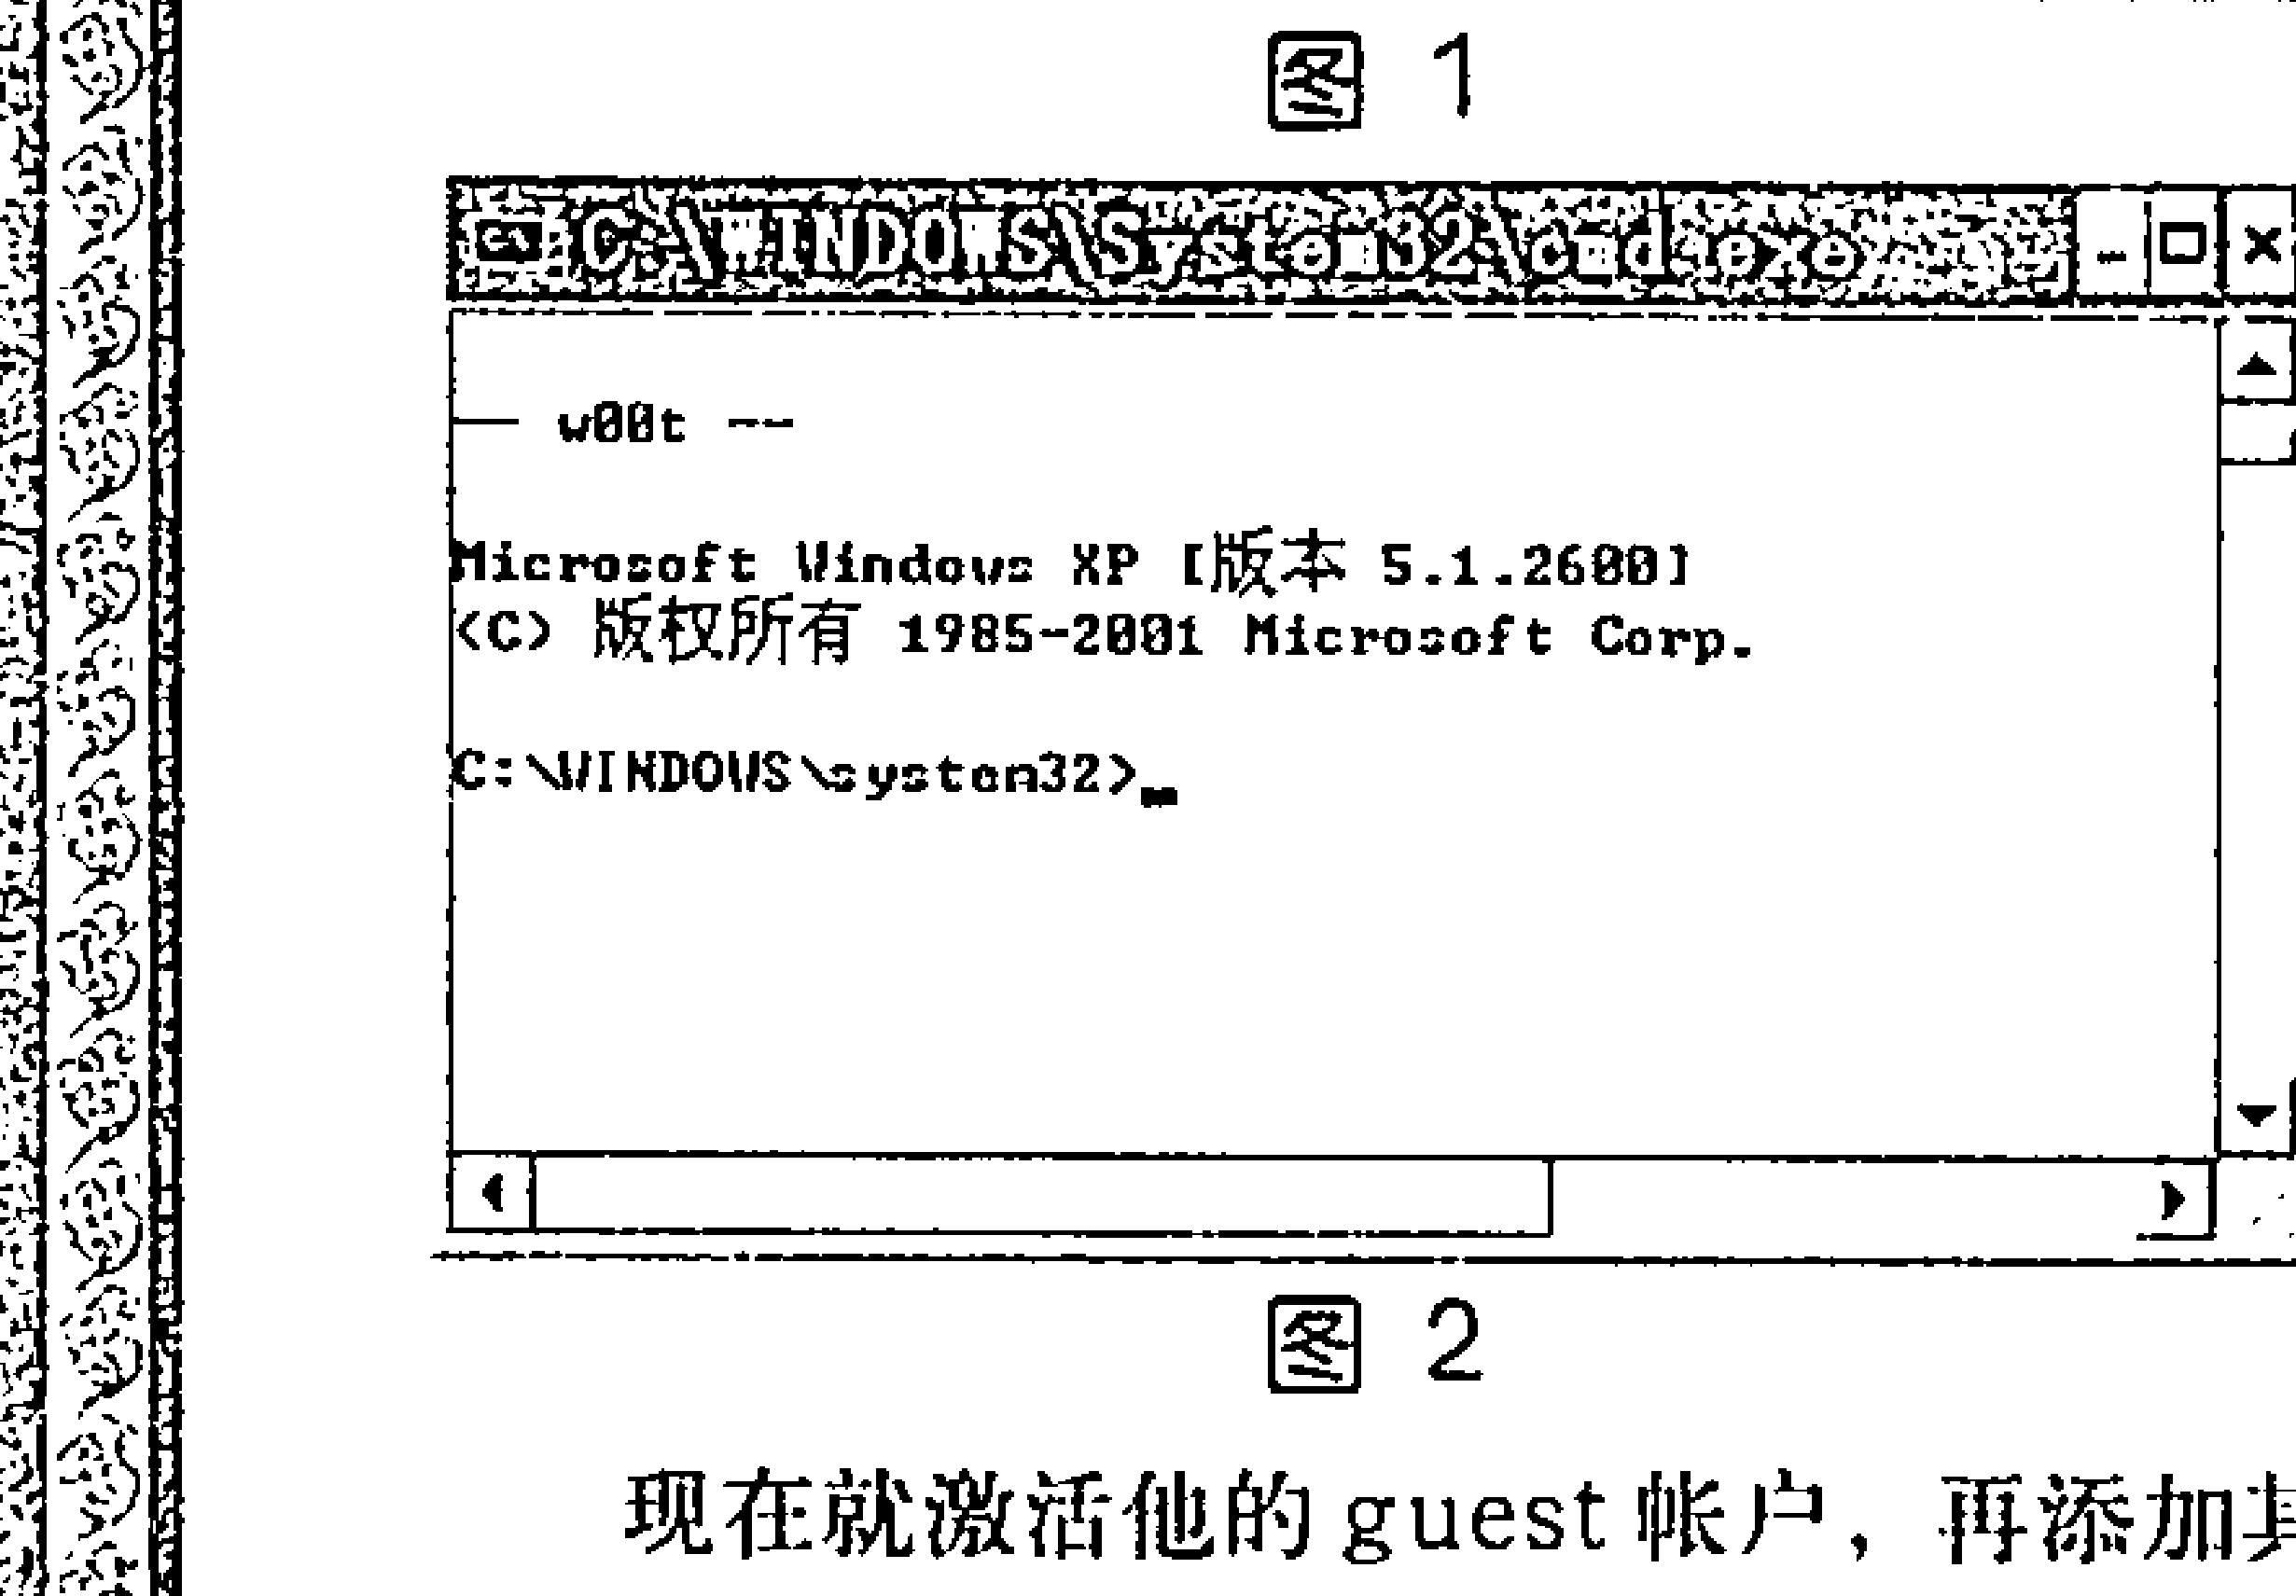 图 1
C:\WINDOWS\System32\cmd.exe
-- w00t --
Microsoft Windows XP [版本 5.1.2600]
(C) 版权所有 1985-2001 Microsoft Corp.
C:\WINDOWS\system32>
图 2
现在就激活他的 guest 帐户，再添加其